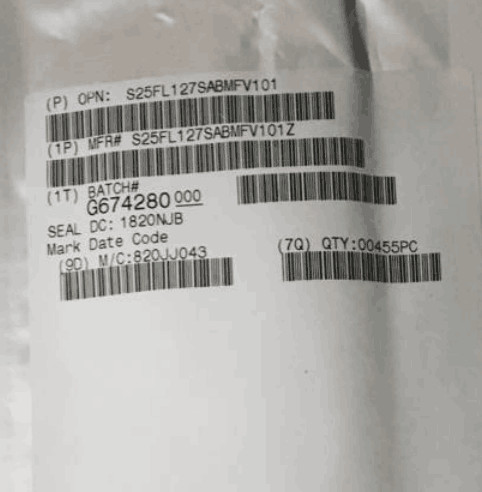 (P) OPN: S25FL127SABMFV101
(1P) MFR# S25FL127SABMFV101Z
(1T) BATCH#
G674280 000
SEAL DC: 1820NJB
Mark Date Code
(9D) M/C:820JJ043
(7Q) QTY:00455PC